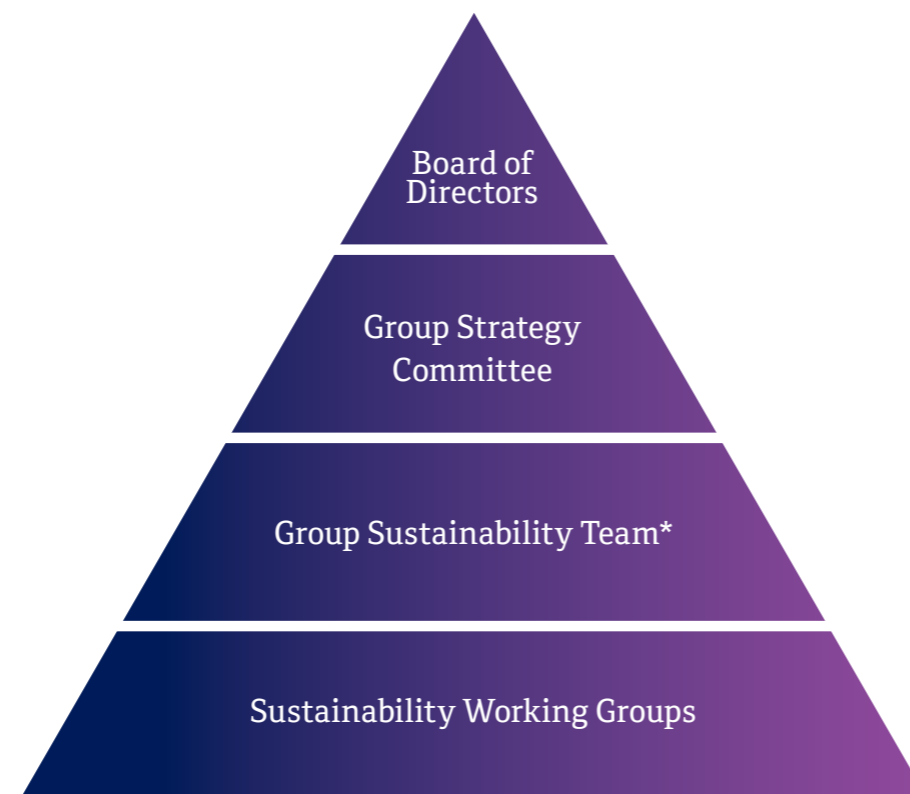 Board of
Directors
Group Strategy
Committee
Group Sustainability Team*
Sustainability Working Groups